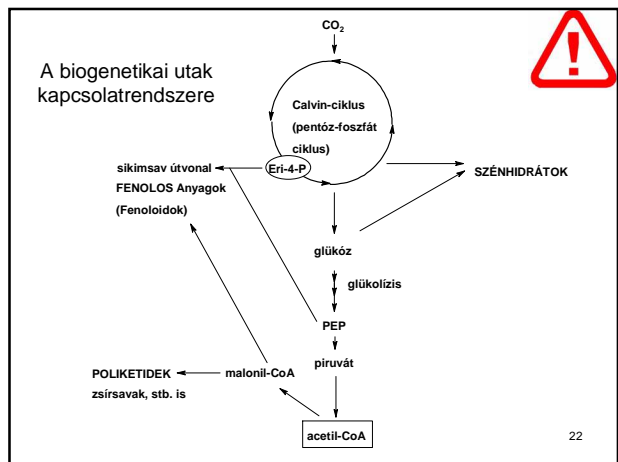 CO₂
A biogenetikai utak
kapcsolatrendszere
Calvin-ciklus
(pentóz-foszfát
ciklus)
Eri-4-P
sikimsav útvonal
FENOLOS Anyagok
(Fenoloidok)
SZÉNHIDRÁTOK
glükóz
glükolízis
PEP
piruvát
POLIKETIDEK
zsírsavak, stb. is
malonil-CoA
acetil-CoA
22